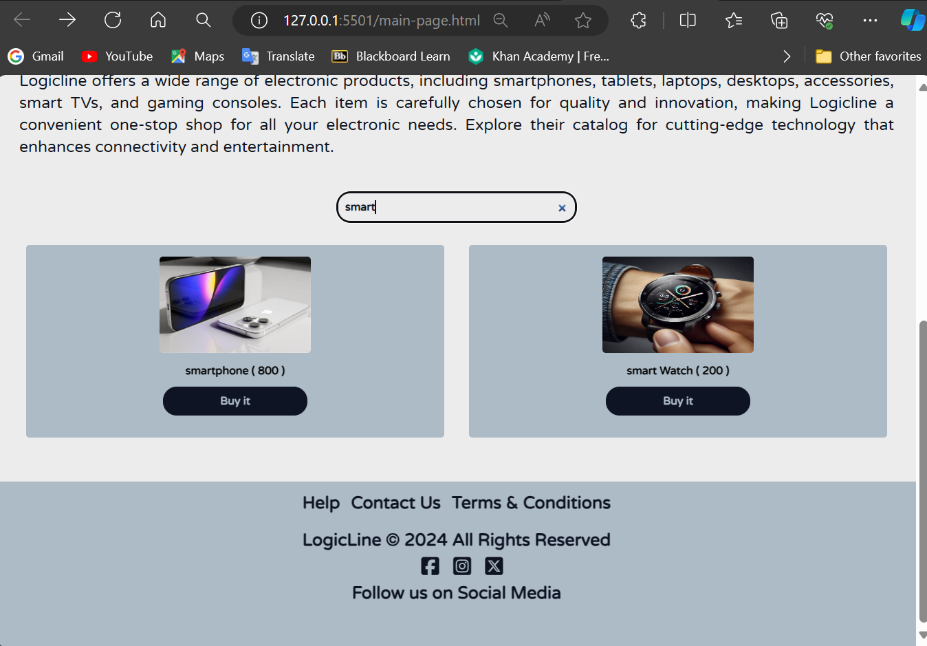 127.0.0.1:5501/main-page.html
Gmail YouTube Maps Translate Bb Blackboard Learn Khan Academy | Fre... Other favorites
Logicline offers a wide range of electronic products, including smartphones, tablets, laptops, desktops, accessories,
smart TVs, and gaming consoles. Each item is carefully chosen for quality and innovation, making Logicline a
convenient one-stop shop for all your electronic needs. Explore their catalog for cutting-edge technology that
enhances connectivity and entertainment.
smart
smartphone ( 800 ) smart Watch ( 200 )
Buy it Buy it
Help Contact Us Terms & Conditions
LogicLine © 2024 All Rights Reserved
Follow us on Social Media